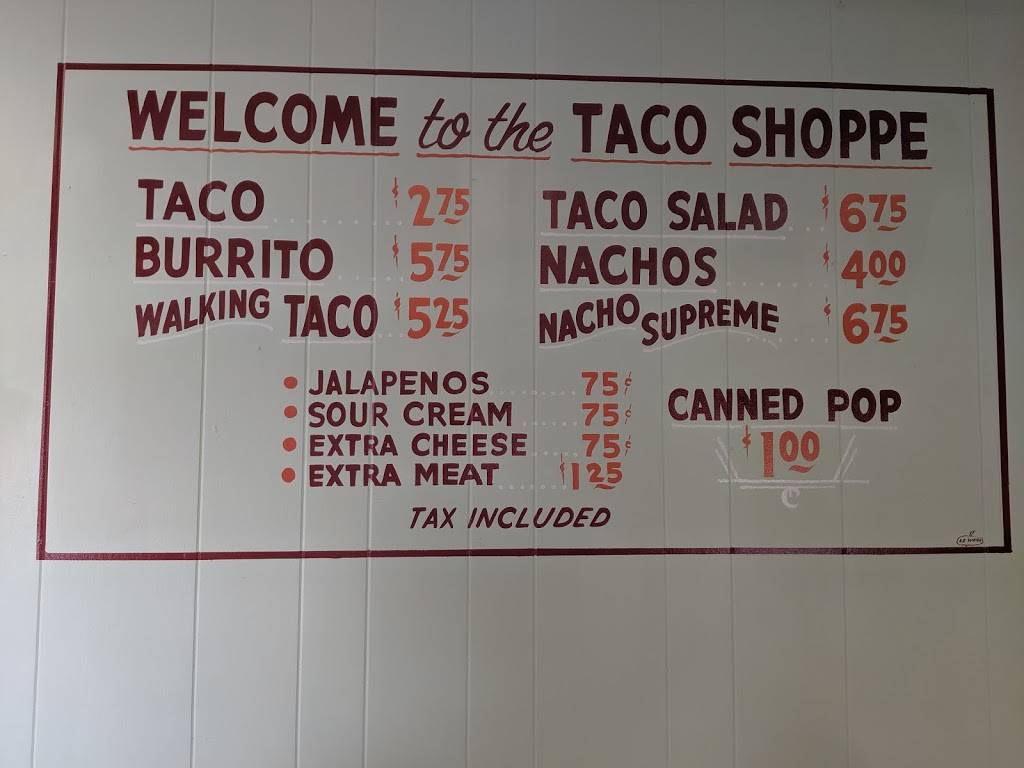 WELCOME to the TACO SHOPPE
TACO $2.75
BURRITO $5.75
WALKING TACO $5.25
TACO SALAD $6.75
NACHOS $4.00
NACHO SUPREME $6.75
• JALAPENOS 75¢
• SOUR CREAM 75¢
• EXTRA CHEESE 75¢
• EXTRA MEAT $1.25
CANNED POP
$1.00
TAX INCLUDED